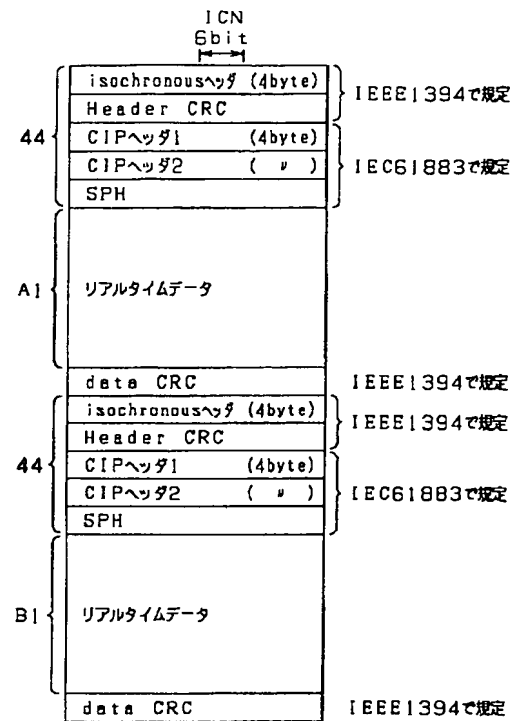 ICN
6bit
isochronousヘッダ (4byte)
Header CRC
IEEE1394で規定
44
CIPヘッダ1 (4byte)
CIPヘッダ2 ( 〃 )
SPH
IEC61883で規定
A1
リアルタイムデータ
data CRC
IEEE1394で規定
isochronousヘッダ (4byte)
Header CRC
IEEE1394で規定
44
CIPヘッダ1 (4byte)
CIPヘッダ2 ( 〃 )
SPH
IEC61883で規定
B1
リアルタイムデータ
data CRC
IEEE1394で規定